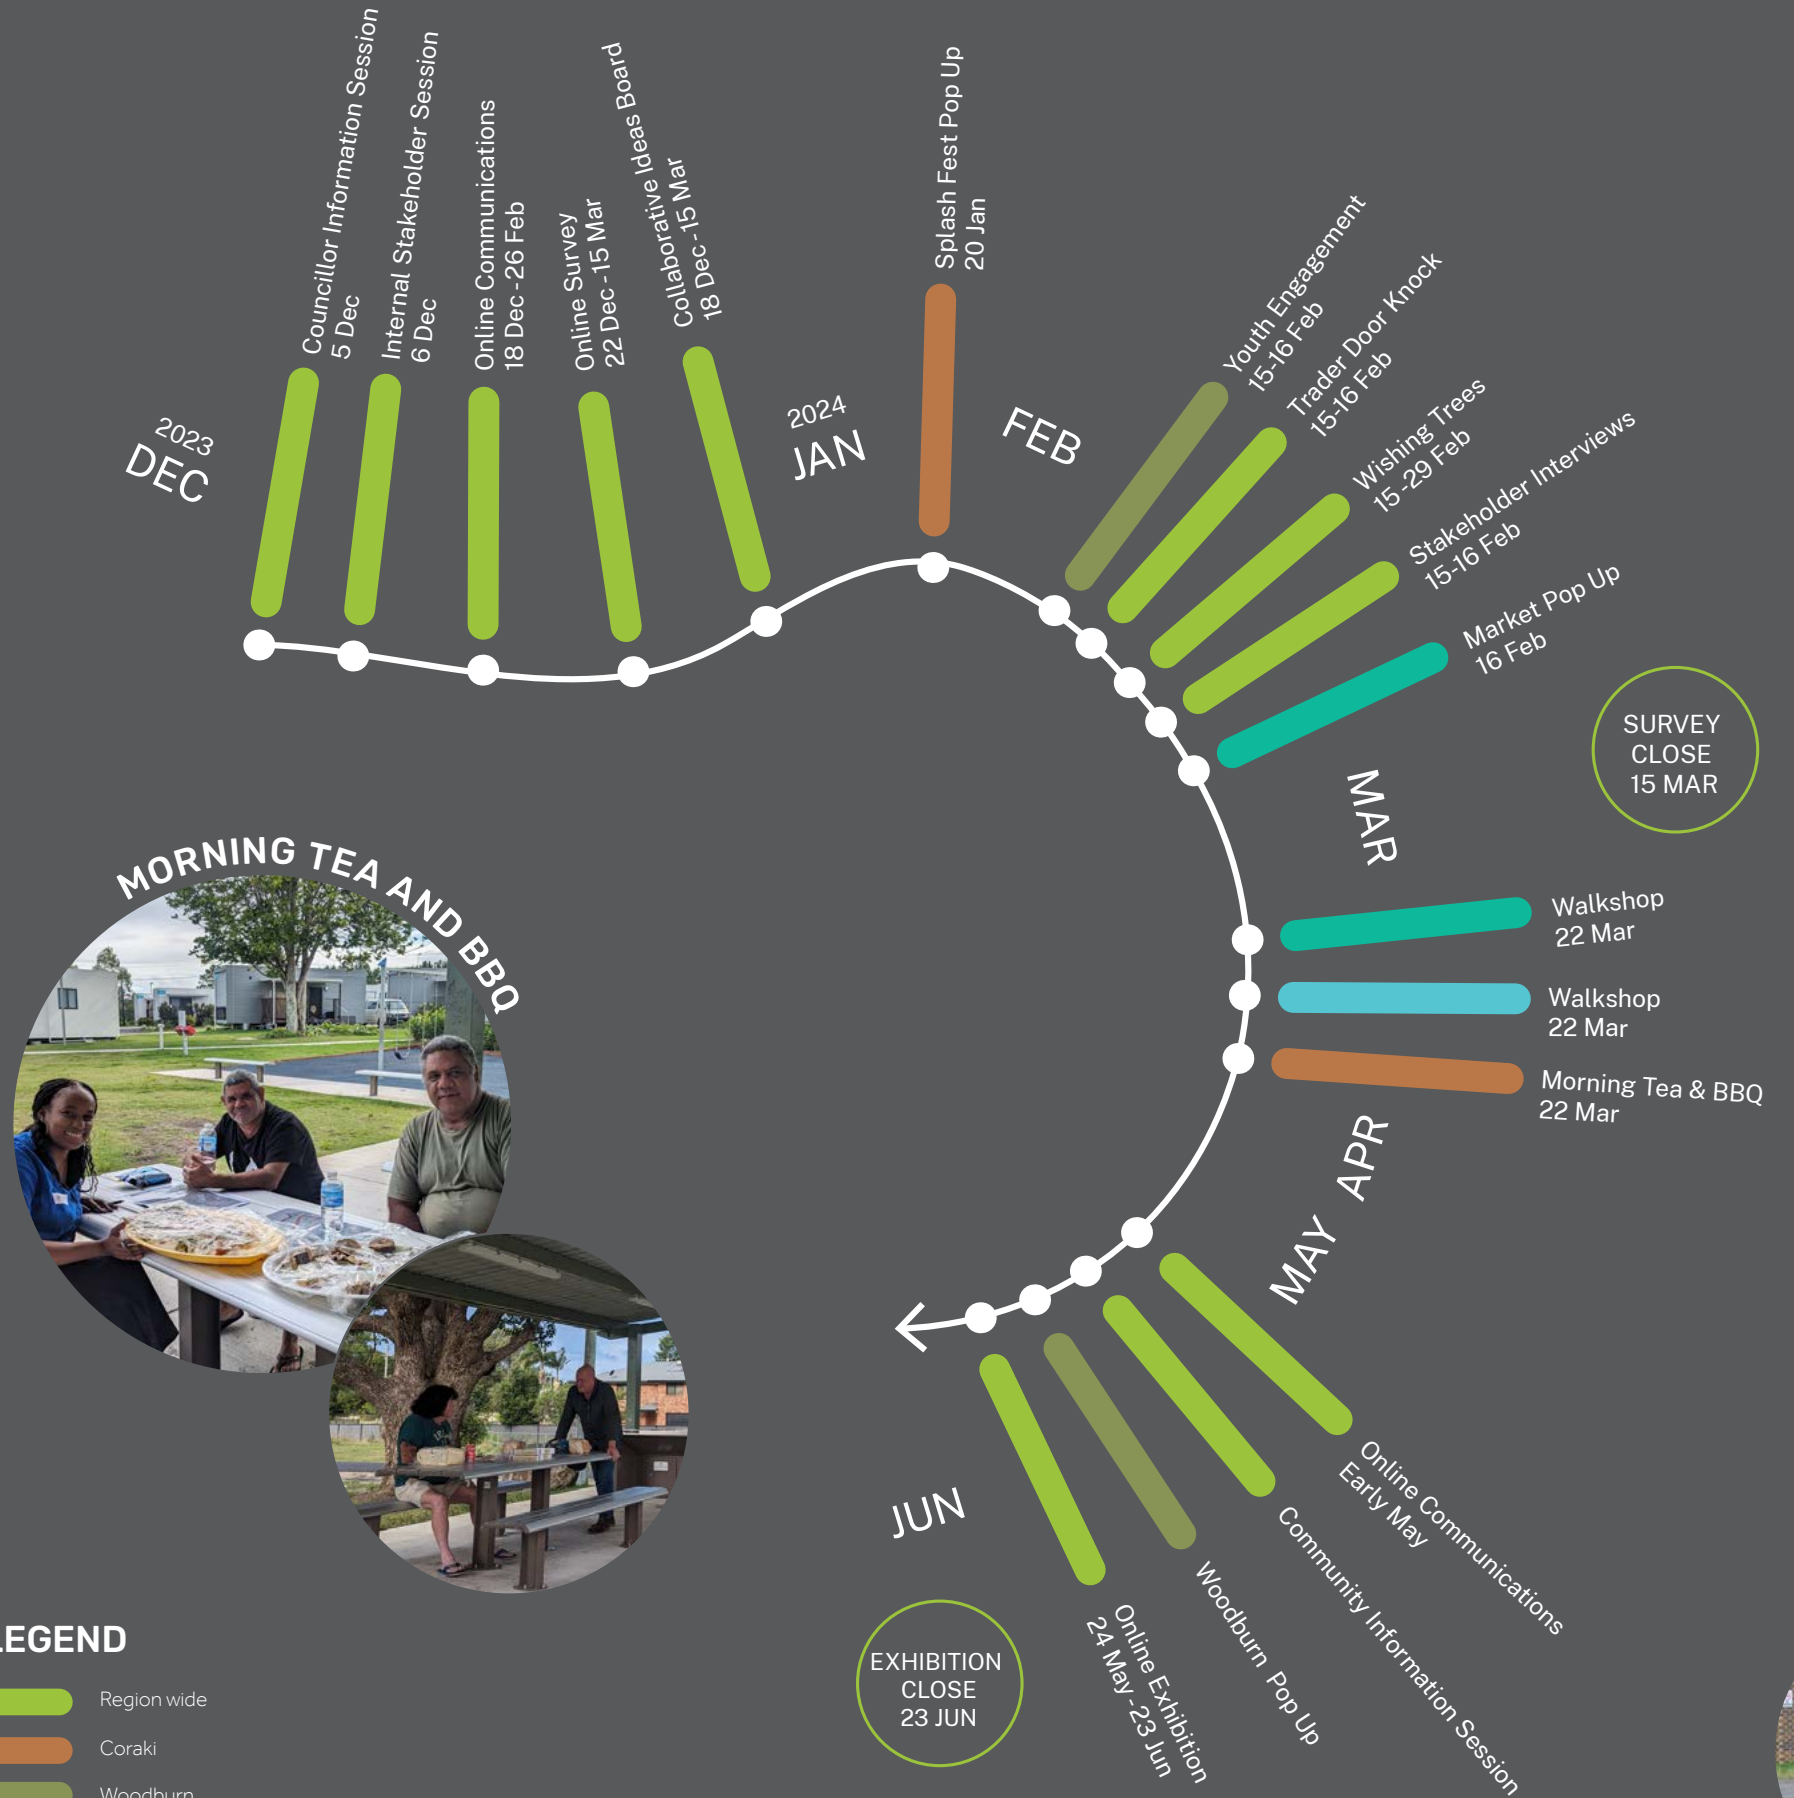 2023
DEC
Councillor Information Session
5 Dec
Internal Stakeholder Session
6 Dec
Online Communications
18 Dec - 26 Feb
Online Survey
22 Dec - 15 Mar
Collaborative Ideas Board
18 Dec - 15 Mar
2024
JAN
Splash Fest Pop Up
20 Jan
FEB
Youth Engagement
15-16 Feb
Trader Door Knock
15-16 Feb
Wishing Trees
15 -29 Feb
Stakeholder Interviews
15-16 Feb
Market Pop Up
16 Feb
SURVEY
CLOSE
15 MAR
MAR
Walkshop
22 Mar
Walkshop
22 Mar
Morning Tea & BBQ
22 Mar
APR
MAY
Online Communications
Early May
Community Information Session
Woodburn Pop Up
Online Exhibition
24 May - 23 Jun
JUN
EXHIBITION
CLOSE
23 JUN
MORNING TEA AND BBQ
LEGEND
Region wide
Coraki
Woodburn